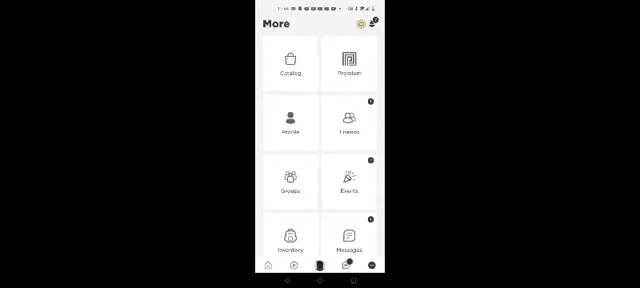 More
Catalog
Premium
Profile
Friends
Groups
Events
Inventory
Messages